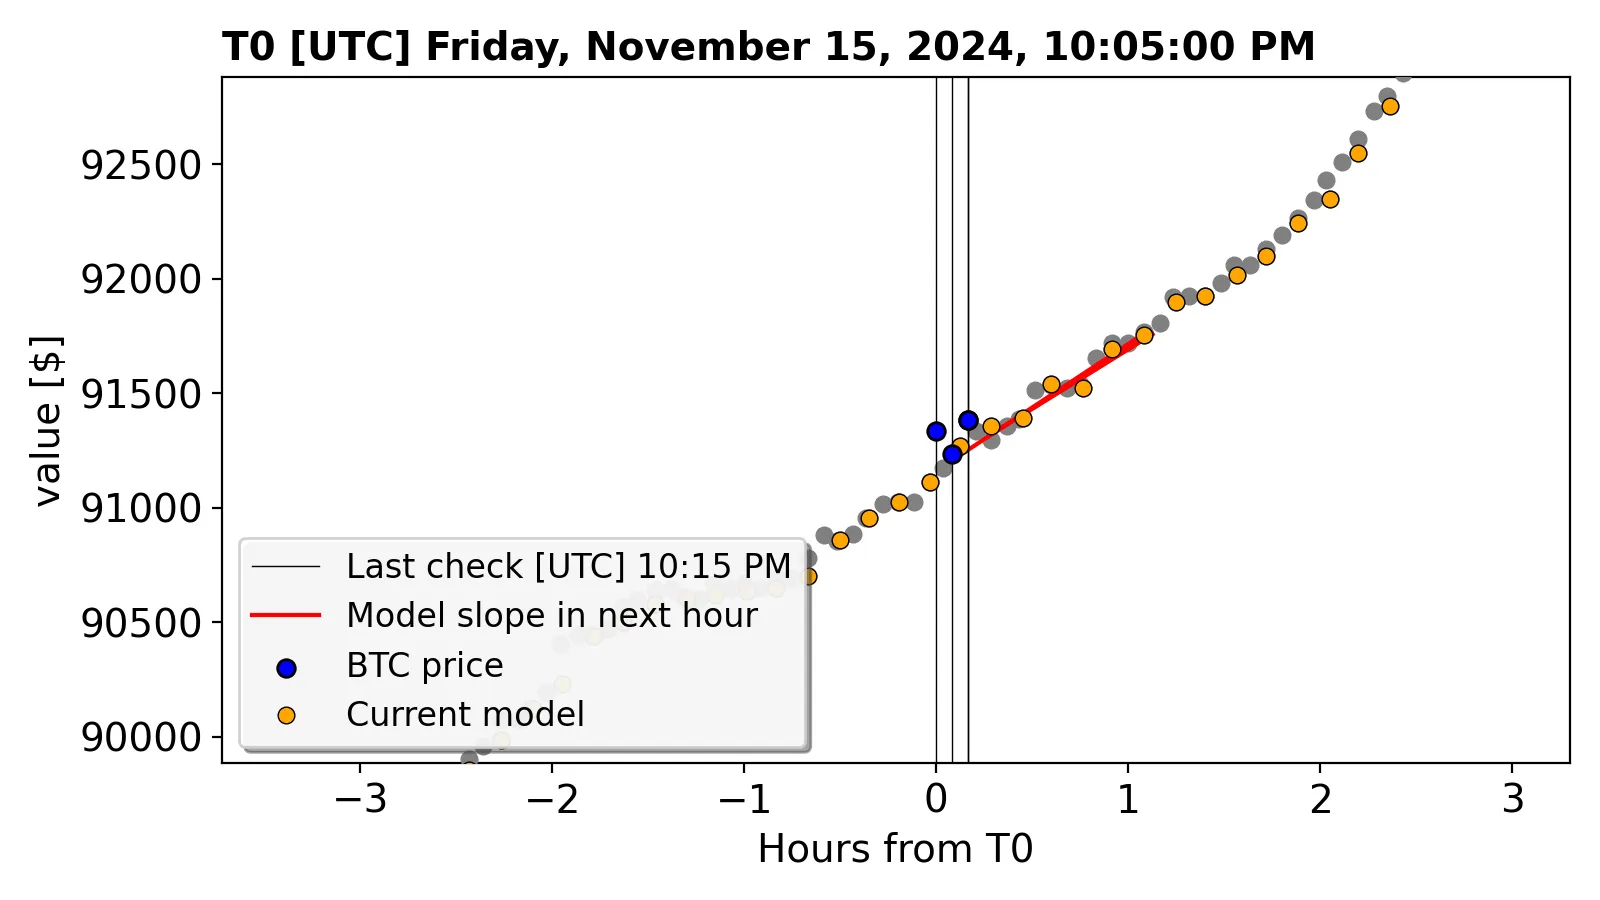 T0 [UTC] Friday, November 15, 2024, 10:05:00 PM
value [$]
92500
92000
91500
91000
90500
90000
Last check [UTC] 10:15 PM
Model slope in next hour
BTC price
Current model
−3 −2 −1 0 1 2 3
Hours from T0